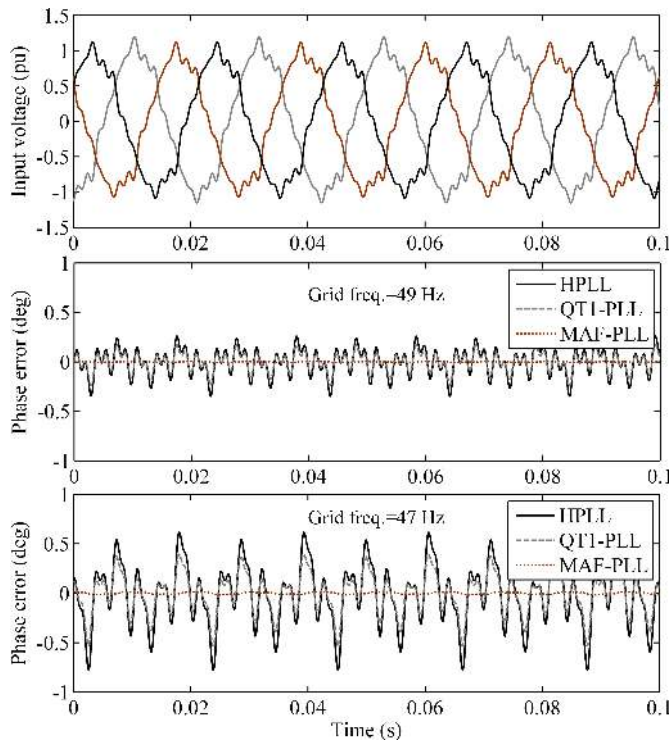 1.5
1
0.5
0
-0.5
-1
-1.5
Input voltage (pu)
0 0.02 0.04 0.06 0.08 0.1
1
0.5
0
-0.5
-1
Phase error (deg)
Grid freq.=49 Hz
HPLL
QT1-PLL
MAF-PLL
0 0.02 0.04 0.06 0.08 0.1
1
0.5
0
-0.5
-1
Phase error (deg)
Grid freq.=47 Hz
HPLL
QT1-PLL
MAF-PLL
0 0.02 0.04 0.06 0.08 0.1
Time (s)